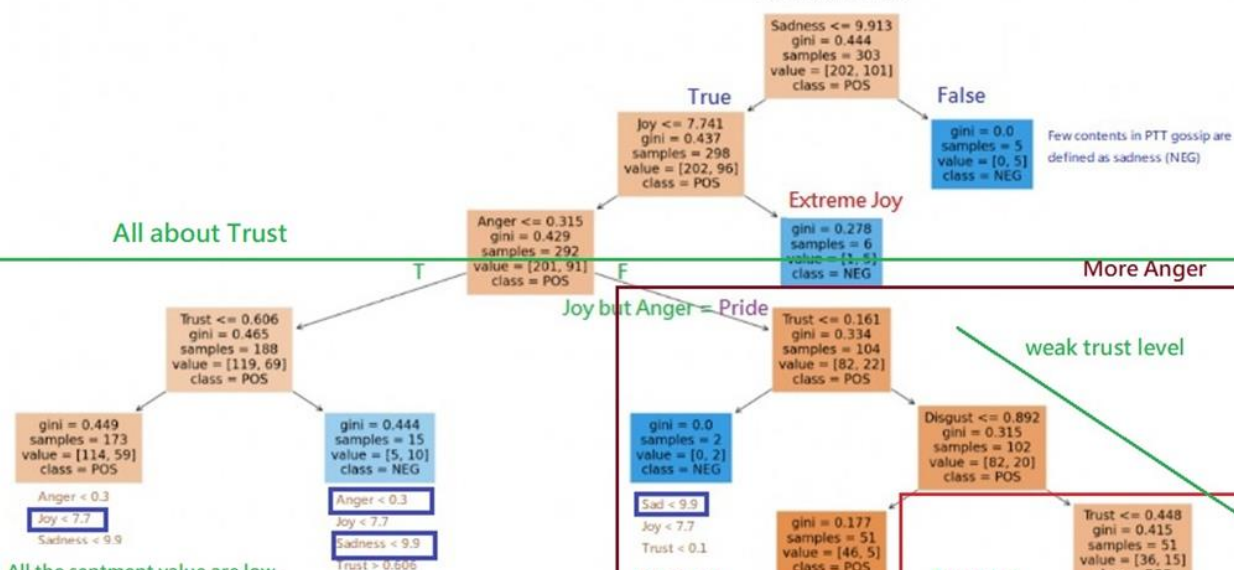 Sadness <= 9.913
gini = 0.444
samples = 303
value = [202, 101]
class = POS
True
False
Joy <= 7.741
gini = 0.437
samples = 298
value = [202, 96]
class = POS
gini = 0.0
samples = 5
value = [0, 5]
class = NEG
Few contents in PTT gossip are
defined as sadness (NEG)
Extreme Joy
Anger <= 0.315
gini = 0.429
samples = 292
value = [201, 91]
class = POS
gini = 0.278
samples = 6
value = [1, 5]
class = NEG
All about Trust
T
F
More Anger
Joy but Anger = Pride
Trust <= 0.606
gini = 0.465
samples = 188
value = [119, 69]
class = POS
Trust <= 0.161
gini = 0.334
samples = 104
value = [82, 22]
class = POS
weak trust level
gini = 0.449
samples = 173
value = [114, 59]
class = POS
gini = 0.444
samples = 15
value = [5, 10]
class = NEG
gini = 0.0
samples = 2
value = [0, 2]
class = NEG
Disgust <= 0.892
gini = 0.315
samples = 102
value = [82, 20]
class = POS
Anger < 0.3
Joy < 7.7
Sadness < 9.9
Anger < 0.3
Joy < 7.7
Sadness < 9.9
Trust > 0.606
Sad < 9.9
Joy < 7.7
Trust < 0.1
gini = 0.177
samples = 51
value = [46, 5]
Trust <= 0.448
gini = 0.415
samples = 51
value = [36, 15]
All the sentment value are low